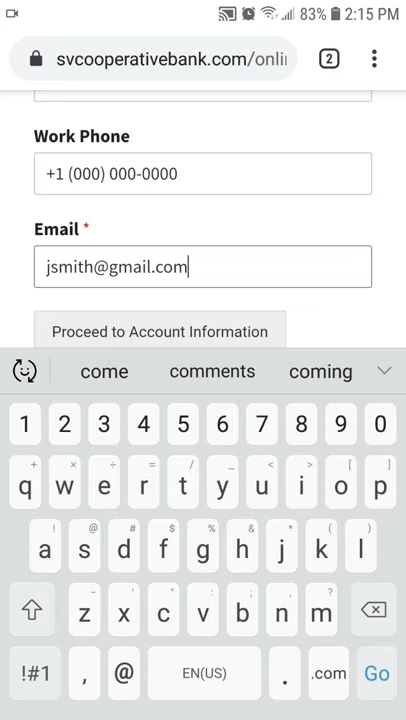 83% 2:15 PM
svcooperativebank.com/onli
2
Work Phone
+1 (000) 000-0000
Email *
jsmith@gmail.com
Proceed to Account Information
come comments coming
1 2 3 4 5 6 7 8 9 0
+ × ÷ = / _ < > [ ]
q w e r t y u i o p
! @ # $ % & * ( )
a s d f g h j k l
- ' " : ; , ?
z x c v b n m
!#1 , @ EN(US) . .com Go